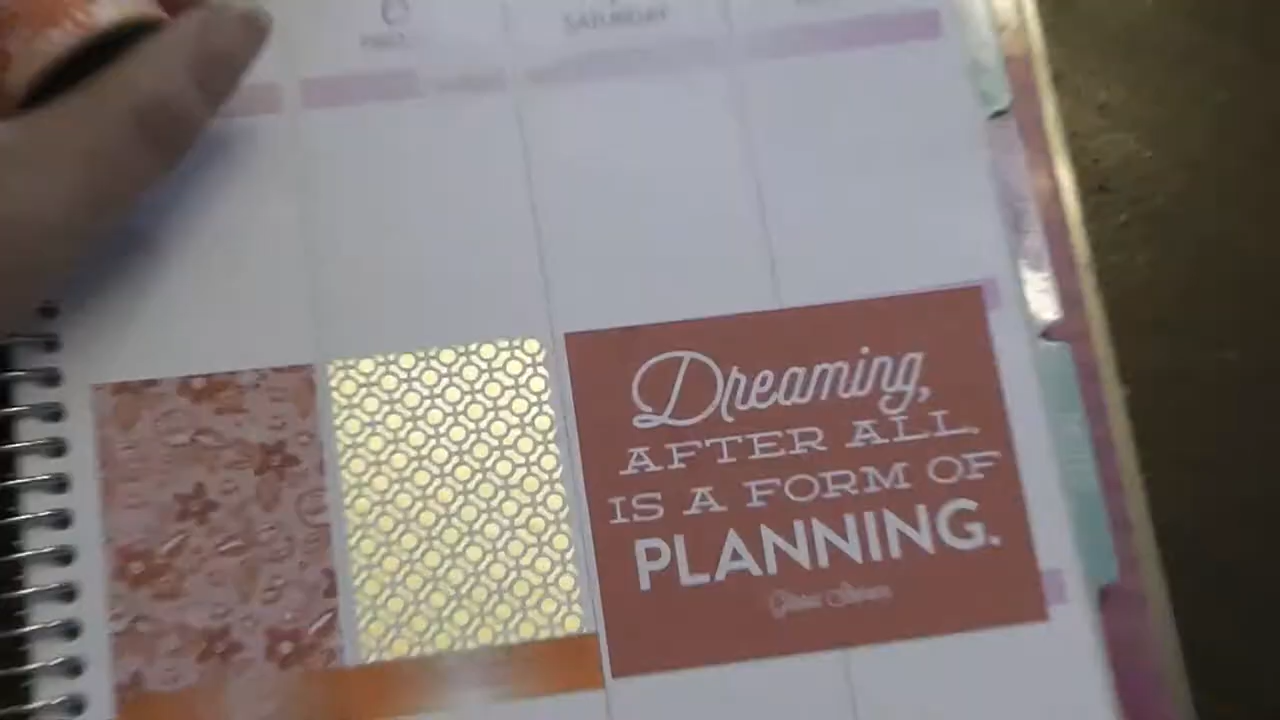 SATURDAY
Dreaming,
AFTER ALL,
IS A FORM OF
PLANNING.